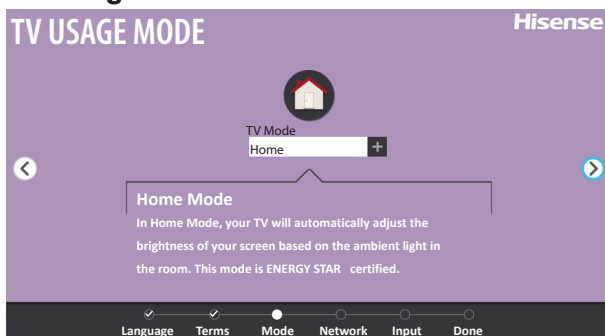 TV USAGE MODE
Hisense
TV Mode
Home
Home Mode
In Home Mode, your TV will automatically adjust the
brightness of your screen based on the ambient light in
the room. This mode is ENERGY STAR certified.
Language Terms Mode Network Input Done